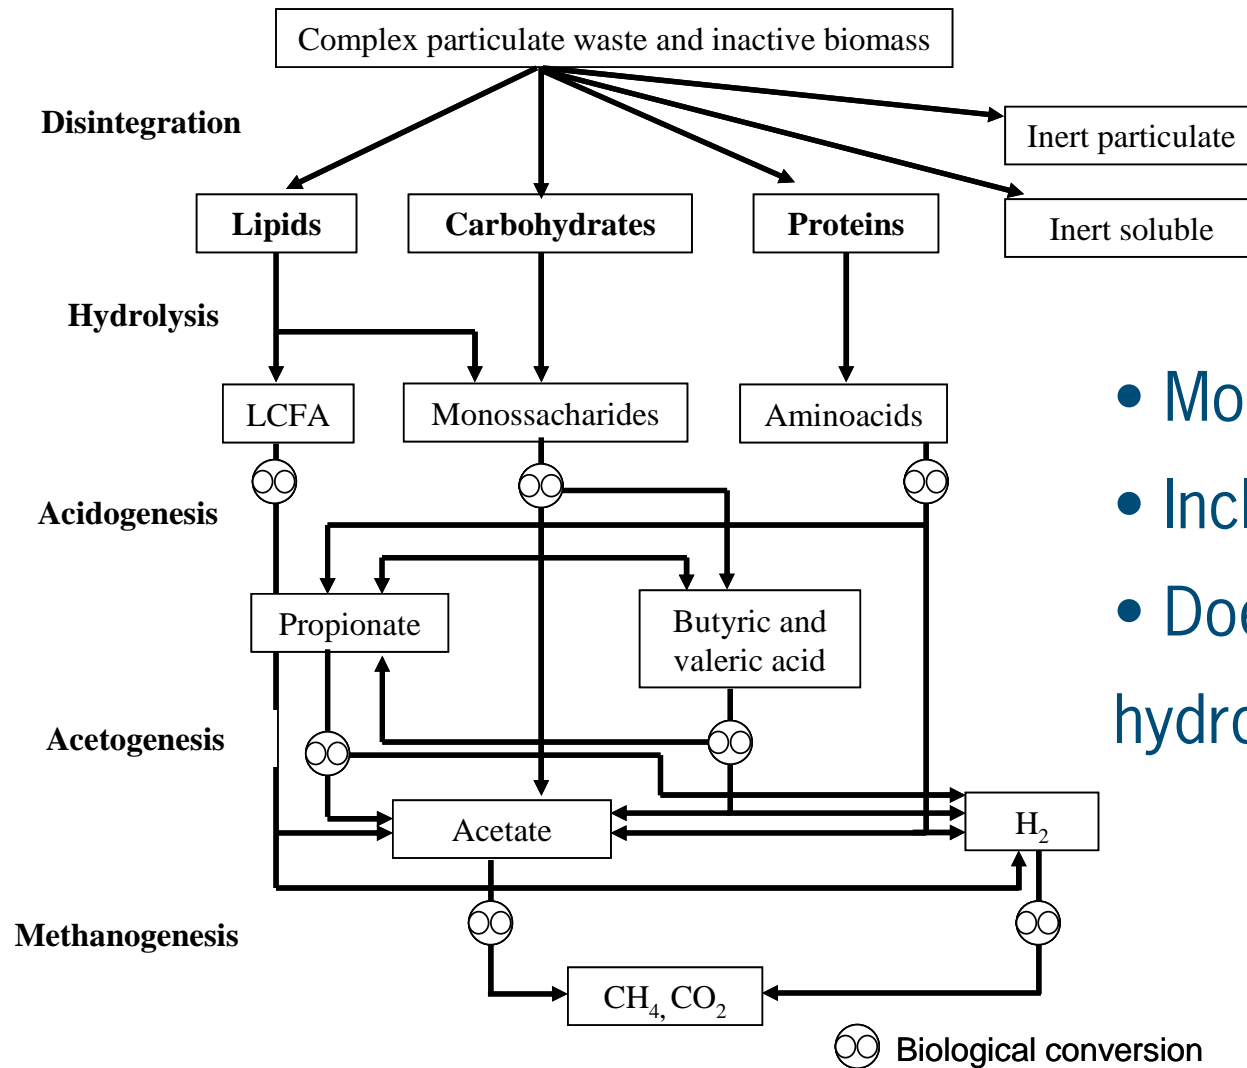 Complex particulate waste and inactive biomass
Disintegration
Inert particulate
Lipids
Carbohydrates
Proteins
Inert soluble
Hydrolysis
LCFA
Monossacharides
Aminoacids
Acidogenesis
Propionate
Butyric and
valeric acid
Acetogenesis
Acetate
H₂
Methanogenesis
CH₄, CO₂
Biological conversion
• Mo
• Incl
• Doe
hydro